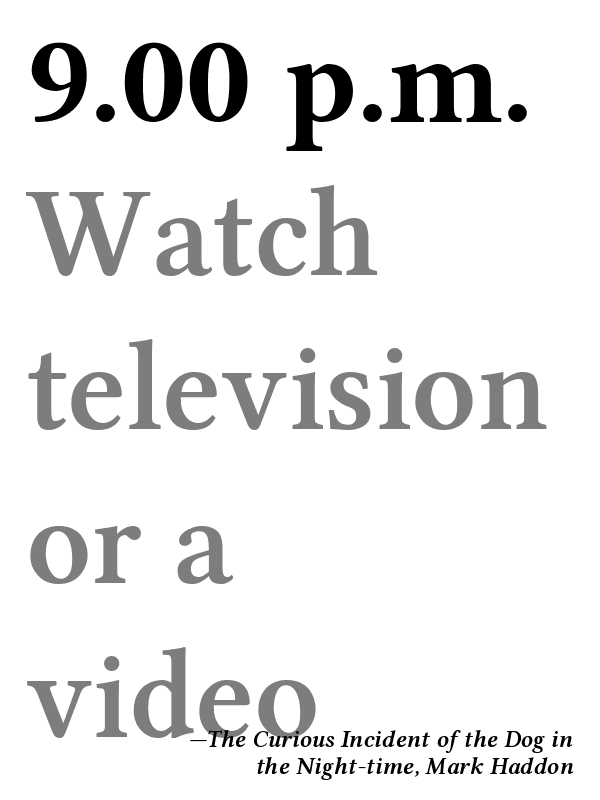 9.00 p.m.
Watch
television
or a
video
—The Curious Incident of the Dog in
the Night-time, Mark Haddon